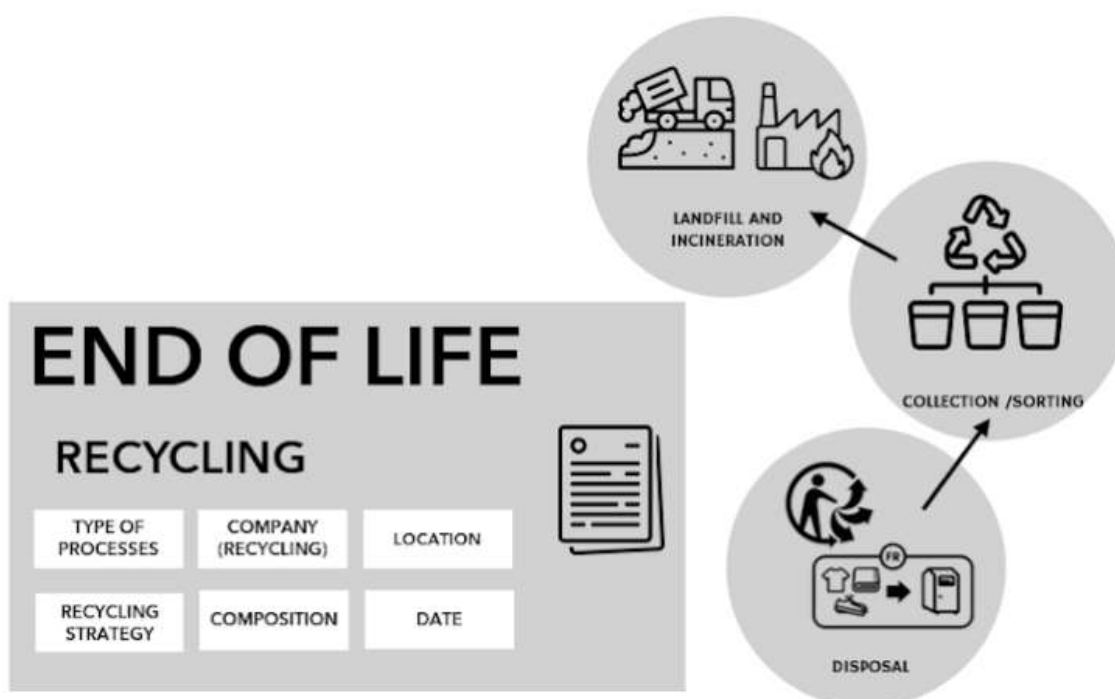 LANDFILL AND
INCINERATION
COLLECTION /SORTING
END OF LIFE
RECYCLING
TYPE OF
PROCESSES
COMPANY
(RECYCLING)
LOCATION
RECYCLING
STRATEGY
COMPOSITION
DATE
FR
DISPOSAL